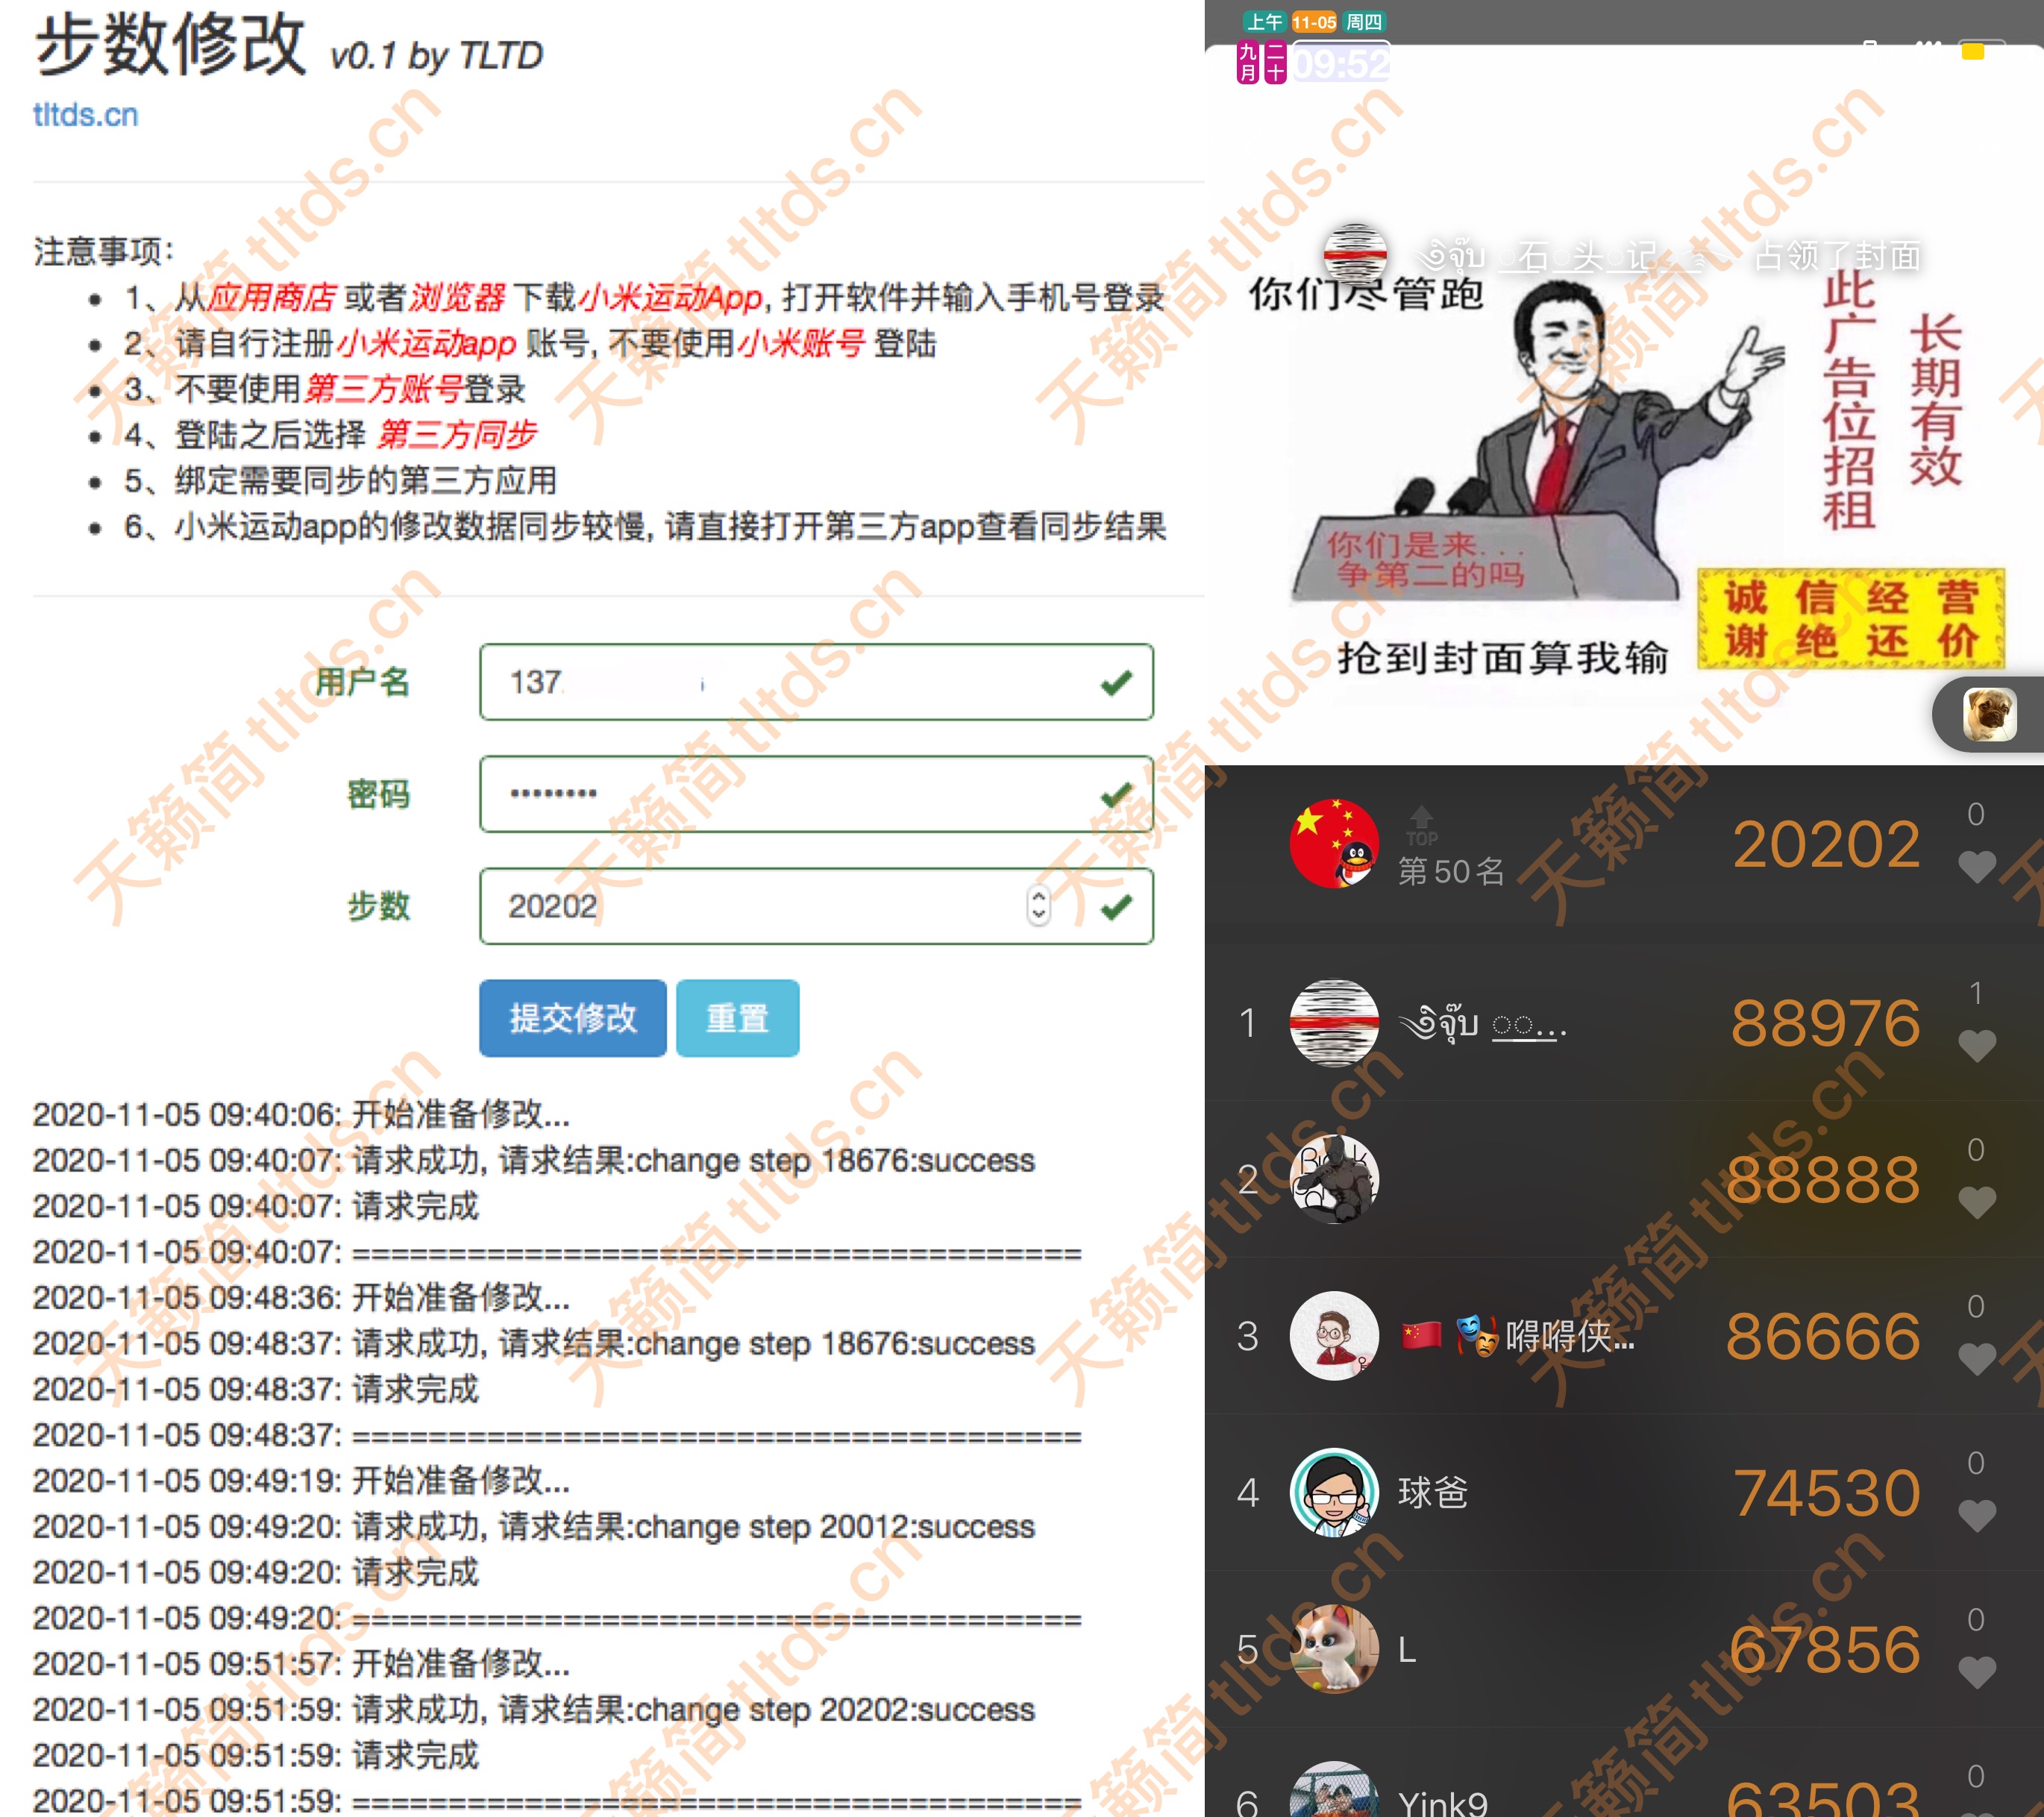 步数修改 v0.1 by TLTD
tltds.cn
注意事项:
1、从应用商店 或者浏览器 下载小米运动App, 打开软件并输入手机号登录
2、请自行注册小米运动app 账号, 不要使用小米账号 登陆
3、不要使用第三方账号登录
4、登陆之后选择 第三方同步
5、绑定需要同步的第三方应用
6、小米运动app的修改数据同步较慢, 请直接打开第三方app查看同步结果
用户名 137
密码 ••••••••
步数 20202
提交修改 重置
2020-11-05 09:40:06: 开始准备修改...
2020-11-05 09:40:07: 请求成功, 请求结果:change step 18676:success
2020-11-05 09:40:07: 请求完成
2020-11-05 09:40:07: ======================================
2020-11-05 09:48:36: 开始准备修改...
2020-11-05 09:48:37: 请求成功, 请求结果:change step 18676:success
2020-11-05 09:48:37: 请求完成
2020-11-05 09:48:37: ======================================
2020-11-05 09:49:19: 开始准备修改...
2020-11-05 09:49:20: 请求成功, 请求结果:change step 20012:success
2020-11-05 09:49:20: 请求完成
2020-11-05 09:49:20: ======================================
2020-11-05 09:51:57: 开始准备修改...
2020-11-05 09:51:59: 请求成功, 请求结果:change step 20202:success
2020-11-05 09:51:59: 请求完成
2020-11-05 09:51:59: ======================================
上午 11-05 周四
九月 二十 09:52
石 头 记 占领了封面
你们尽管跑
此广告位招租
长期有效
你们是来...
争第二的吗
诚信经营
谢绝还价
抢到封面算我输
TOP
第50名 20202 0
1 ... 88976 1
2 88888 0
3 🇨🇳 🎭嘚嘚侠... 86666 0
4 球爸 74530 0
5 L 67856 0
6 Yink9 63503 0
天籁简 tltds.cn